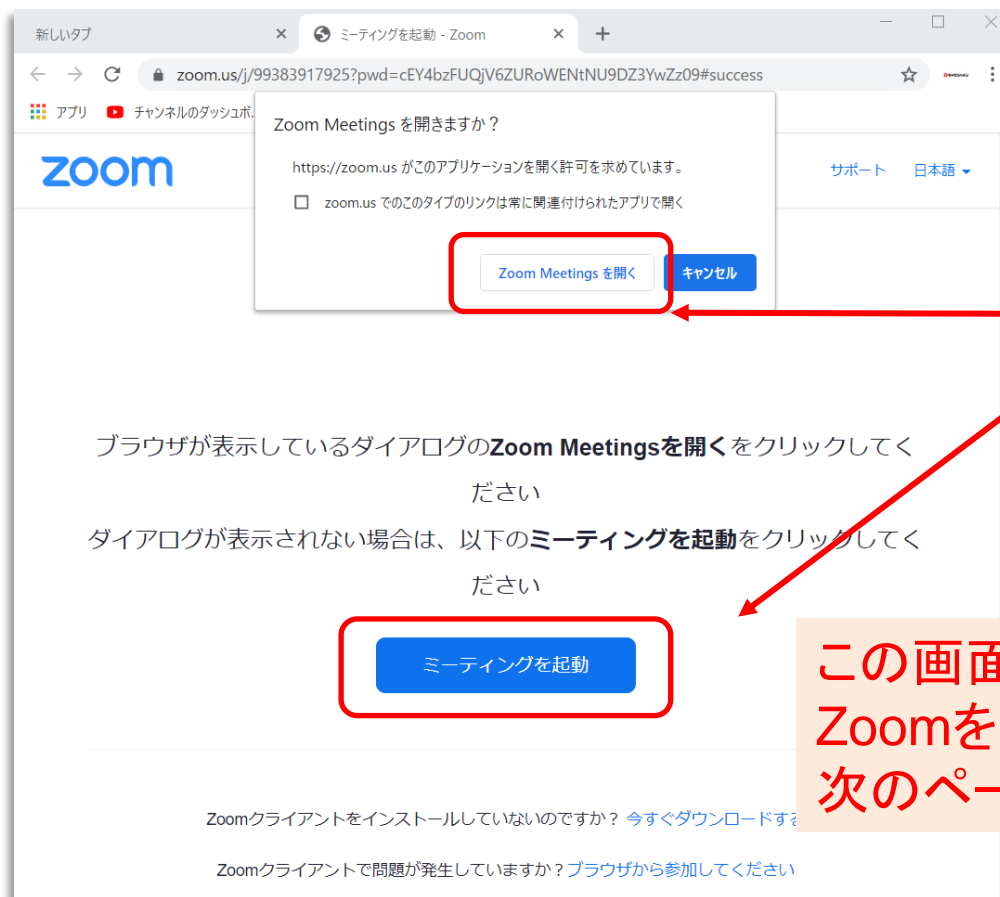 新しいタブ
ミーティングを起動 - Zoom
zoom.us/j/99383917925?pwd=cEY4bzFUQjV6ZURoWENtNU9DZ3YwZz09#success
アプリ チャンネルのダッシュボ..
Zoom Meetings を開きますか？
https://zoom.us がこのアプリケーションを開く許可を求めています。
zoom.us でのこのタイプのリンクは常に関連付けられたアプリで開く
Zoom Meetings を開く キャンセル
zoom
サポート 日本語
ブラウザが表示しているダイアログのZoom Meetingsを開くをクリックしてく
ださい
ダイアログが表示されない場合は、以下のミーティングを起動をクリックしてく
ださい
ミーティングを起動
この画面
Zoomを
次のペー
Zoomクライアントをインストールしていないのですか？ 今すぐダウンロードする
Zoomクライアントで問題が発生していますか？ブラウザから参加してください